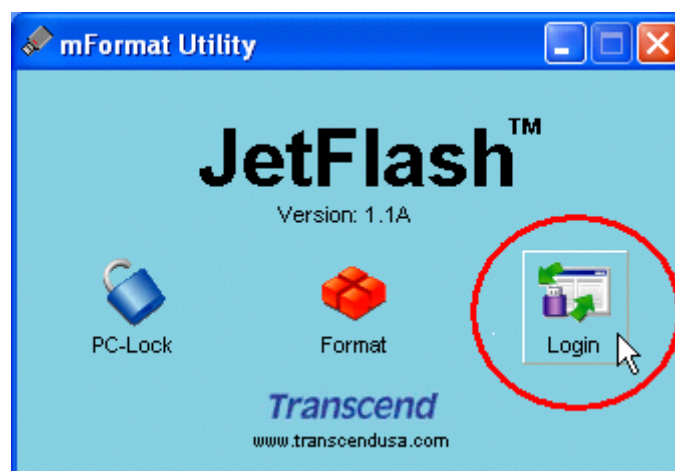 mFormat Utility
JetFlash™
Version: 1.1A
PC-Lock
Format
Login
Transcend
www.transcendusa.com